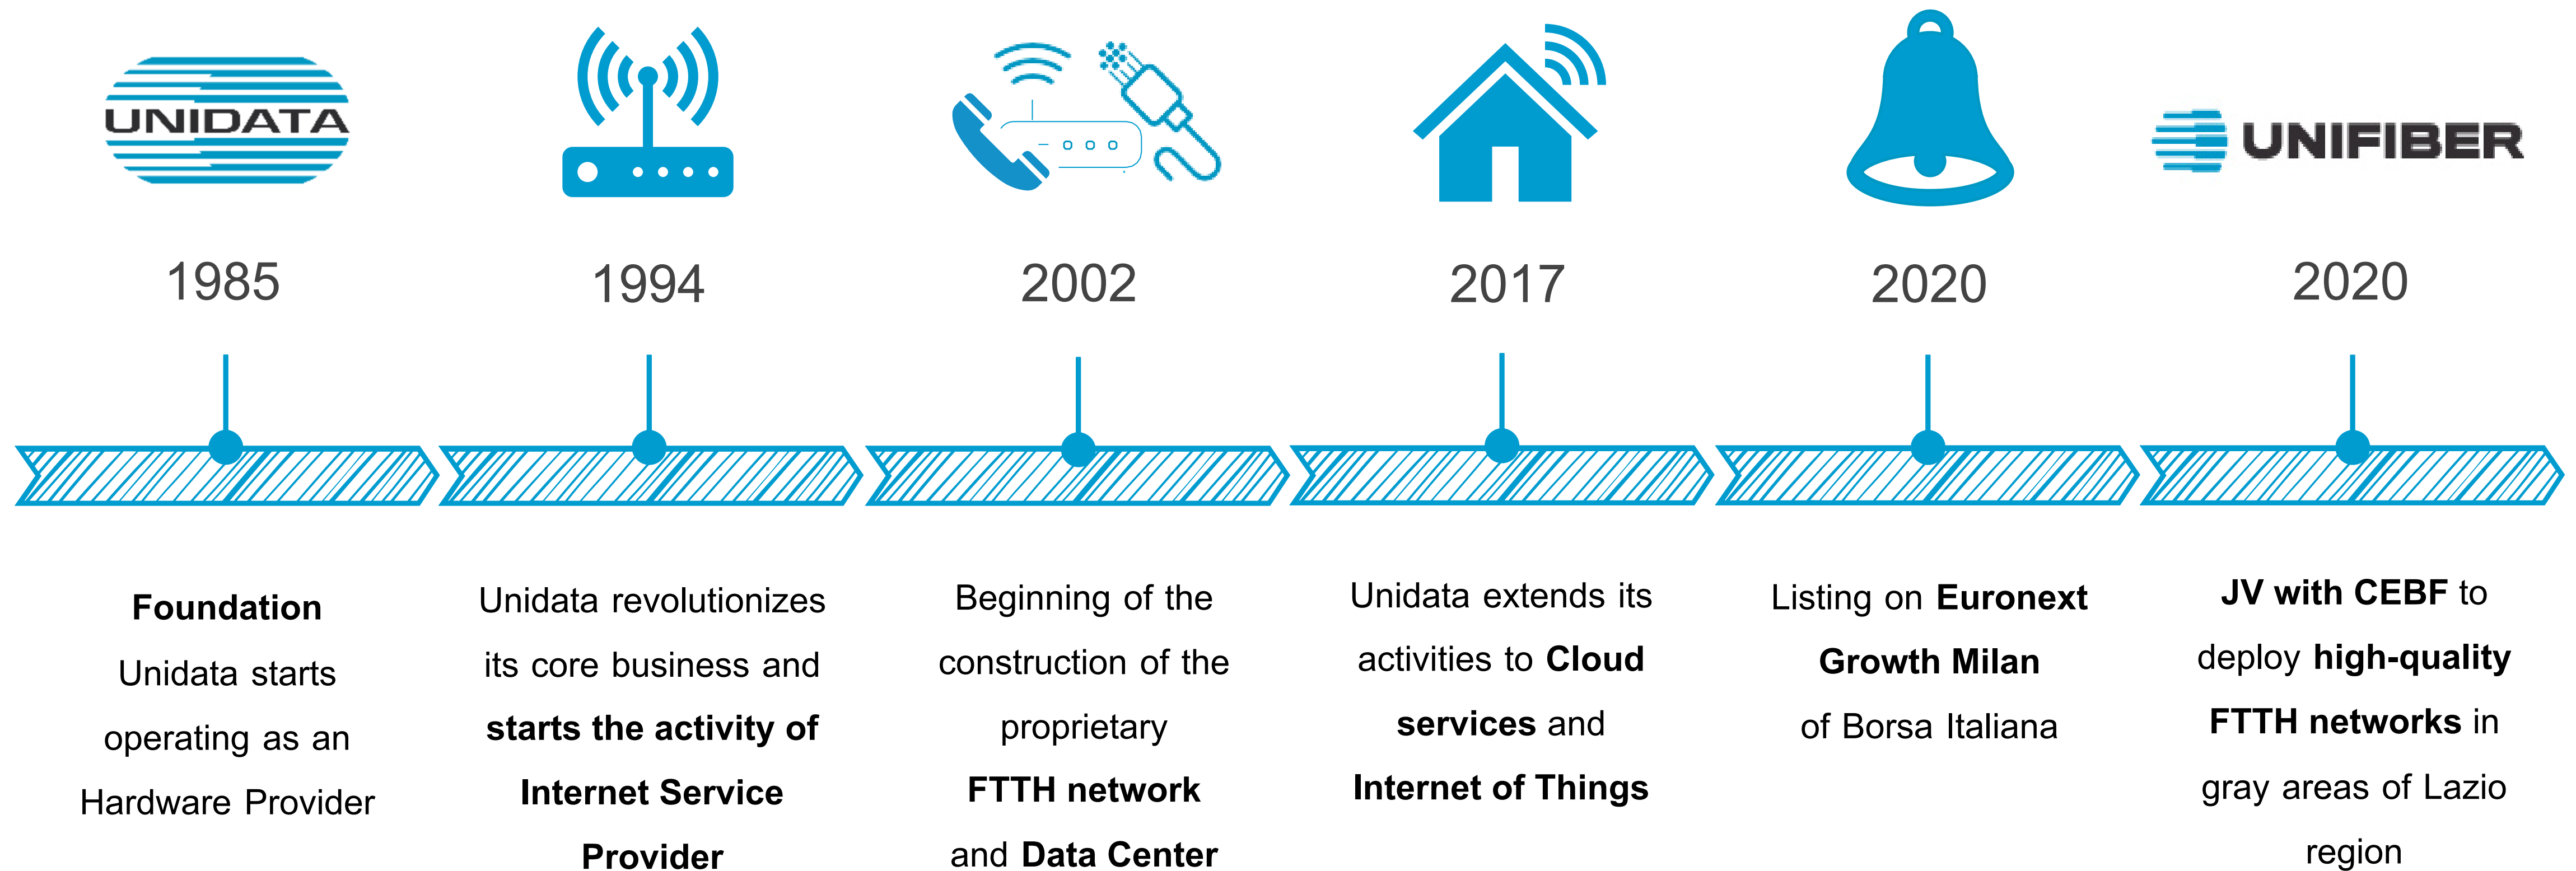 UNIDATA
UNIFIBER
1985
1994
2002
2017
2020
2020
Foundation
Unidata starts
operating as an
Hardware Provider
Unidata revolutionizes
its core business and
starts the activity of
Internet Service
Provider
Beginning of the
construction of the
proprietary
FTTH network
and Data Center
Unidata extends its
activities to Cloud
services and
Internet of Things
Listing on Euronext
Growth Milan
of Borsa Italiana
JV with CEBF to
deploy high-quality
FTTH networks in
gray areas of Lazio
region